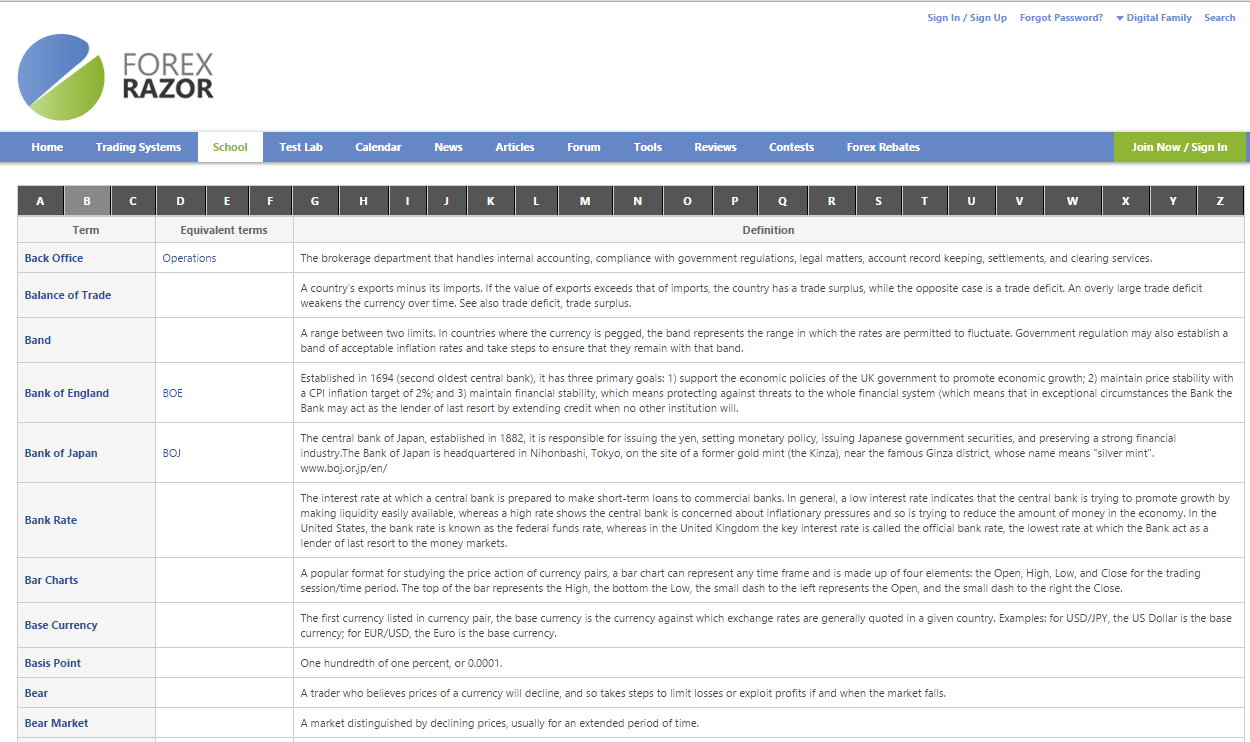 Sign In / Sign Up Forgot Password? Digital Family Search
FOREX
RAZOR
Home Trading Systems School Test Lab Calendar News Articles Forum Tools Reviews Contests Forex Rebates Join Now / Sign In
A B C D E F G H I J K L M N O P Q R S T U V W X Y Z
Term Equivalent terms Definition
Back Office Operations The brokerage department that handles internal accounting, compliance with government regulations, legal matters, account record keeping, settlements, and clearing services.
Balance of Trade
A country's exports minus its imports. If the value of exports exceeds that of imports, the country has a trade surplus, while the opposite case is a trade deficit. An overly large trade deficit
weakens the currency over time. See also trade deficit, trade surplus.
Band
A range between two limits. In countries where the currency is pegged, the band represents the range in which the rates are permitted to fluctuate. Government regulation may also establish a
band of acceptable inflation rates and take steps to ensure that they remain with that band.
Bank of England BOE
Established in 1694 (second oldest central bank), it has three primary goals: 1) support the economic policies of the UK government to promote economic growth; 2) maintain price stability with
a CPI inflation target of 2%; and 3) maintain financial stability, which means protecting against threats to the whole financial system (which means that in exceptional circumstances the Bank the
Bank may act as the lender of last resort by extending credit when no other institution will.
Bank of Japan BOJ
The central bank of Japan, established in 1882, it is responsible for issuing the yen, setting monetary policy, issuing Japanese government securities, and preserving a strong financial
industry.The Bank of Japan is headquartered in Nihonbashi, Tokyo, on the site of a former gold mint (the Kinza), near the famous Ginza district, whose name means "silver mint".
www.boj.or.jp/en/
Bank Rate
The interest rate at which a central bank is prepared to make short-term loans to commercial banks. In general, a low interest rate indicates that the central bank is trying to promote growth by
making liquidity easily available, whereas a high rate shows the central bank is concerned about inflationary pressures and so is trying to reduce the amount of money in the economy. In the
United States, the bank rate is known as the federal funds rate, whereas in the United Kingdom the key interest rate is called the official bank rate, the lowest rate at which the Bank act as a
lender of last resort to the money markets.
Bar Charts
A popular format for studying the price action of currency pairs, a bar chart can represent any time frame and is made up of four elements: the Open, High, Low, and Close for the trading
session/time period. The top of the bar represents the High, the bottom the Low, the small dash to the left represents the Open, and the small dash to the right the Close.
Base Currency
The first currency listed in currency pair, the base currency is the currency against which exchange rates are generally quoted in a given country. Examples: for USD/JPY, the US Dollar is the base
currency; for EUR/USD, the Euro is the base currency.
Basis Point One hundredth of one percent, or 0.0001.
Bear A trader who believes prices of a currency will decline, and so takes steps to limit losses or exploit profits if and when the market falls.
Bear Market A market distinguished by declining prices, usually for an extended period of time.